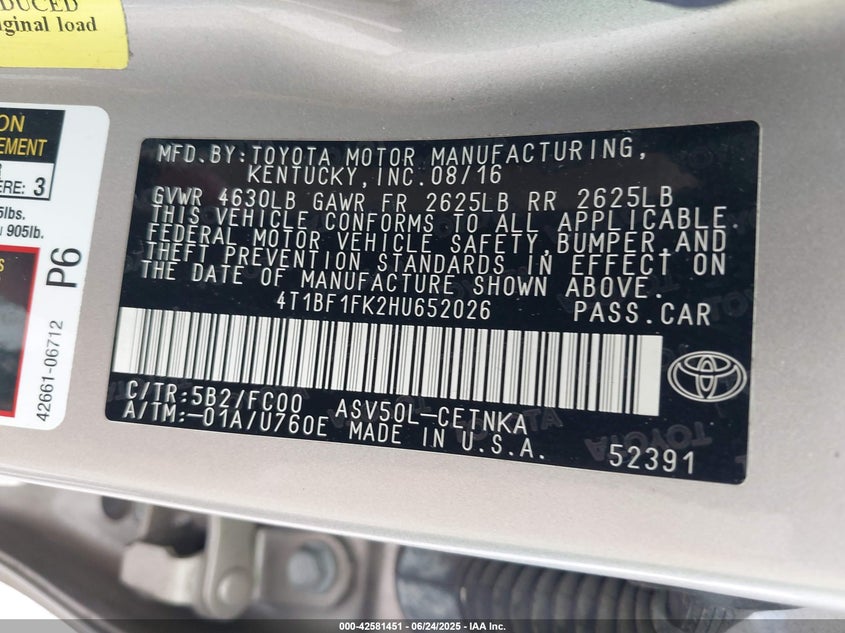 DUCED
ginal load
ON
EMENT
ERE: 3
5lbs.
905lb.
P6
42661-06712
MFD.BY:TOYOTA MOTOR MANUFACTURING,
KENTUCKY,INC.08/16
GVWR 4630LB GAWR FR 2625LB RR 2625LB
THIS VEHICLE CONFORMS TO ALL APPLICABLE
FEDERAL MOTOR VEHICLE SAFETY,BUMPER,AND
THEFT PREVENTION STANDARDS IN EFFECT ON
THE DATE OF MANUFACTURE SHOWN ABOVE.
4T1BF1FK2HU652026 PASS.CAR
C/TR:5B2/FC00 ASV50L-CETNKA
A/TM:-01A/U760E MADE IN U.S.A.
52391
000-42581451 - 06/24/2025 - IAA Inc.